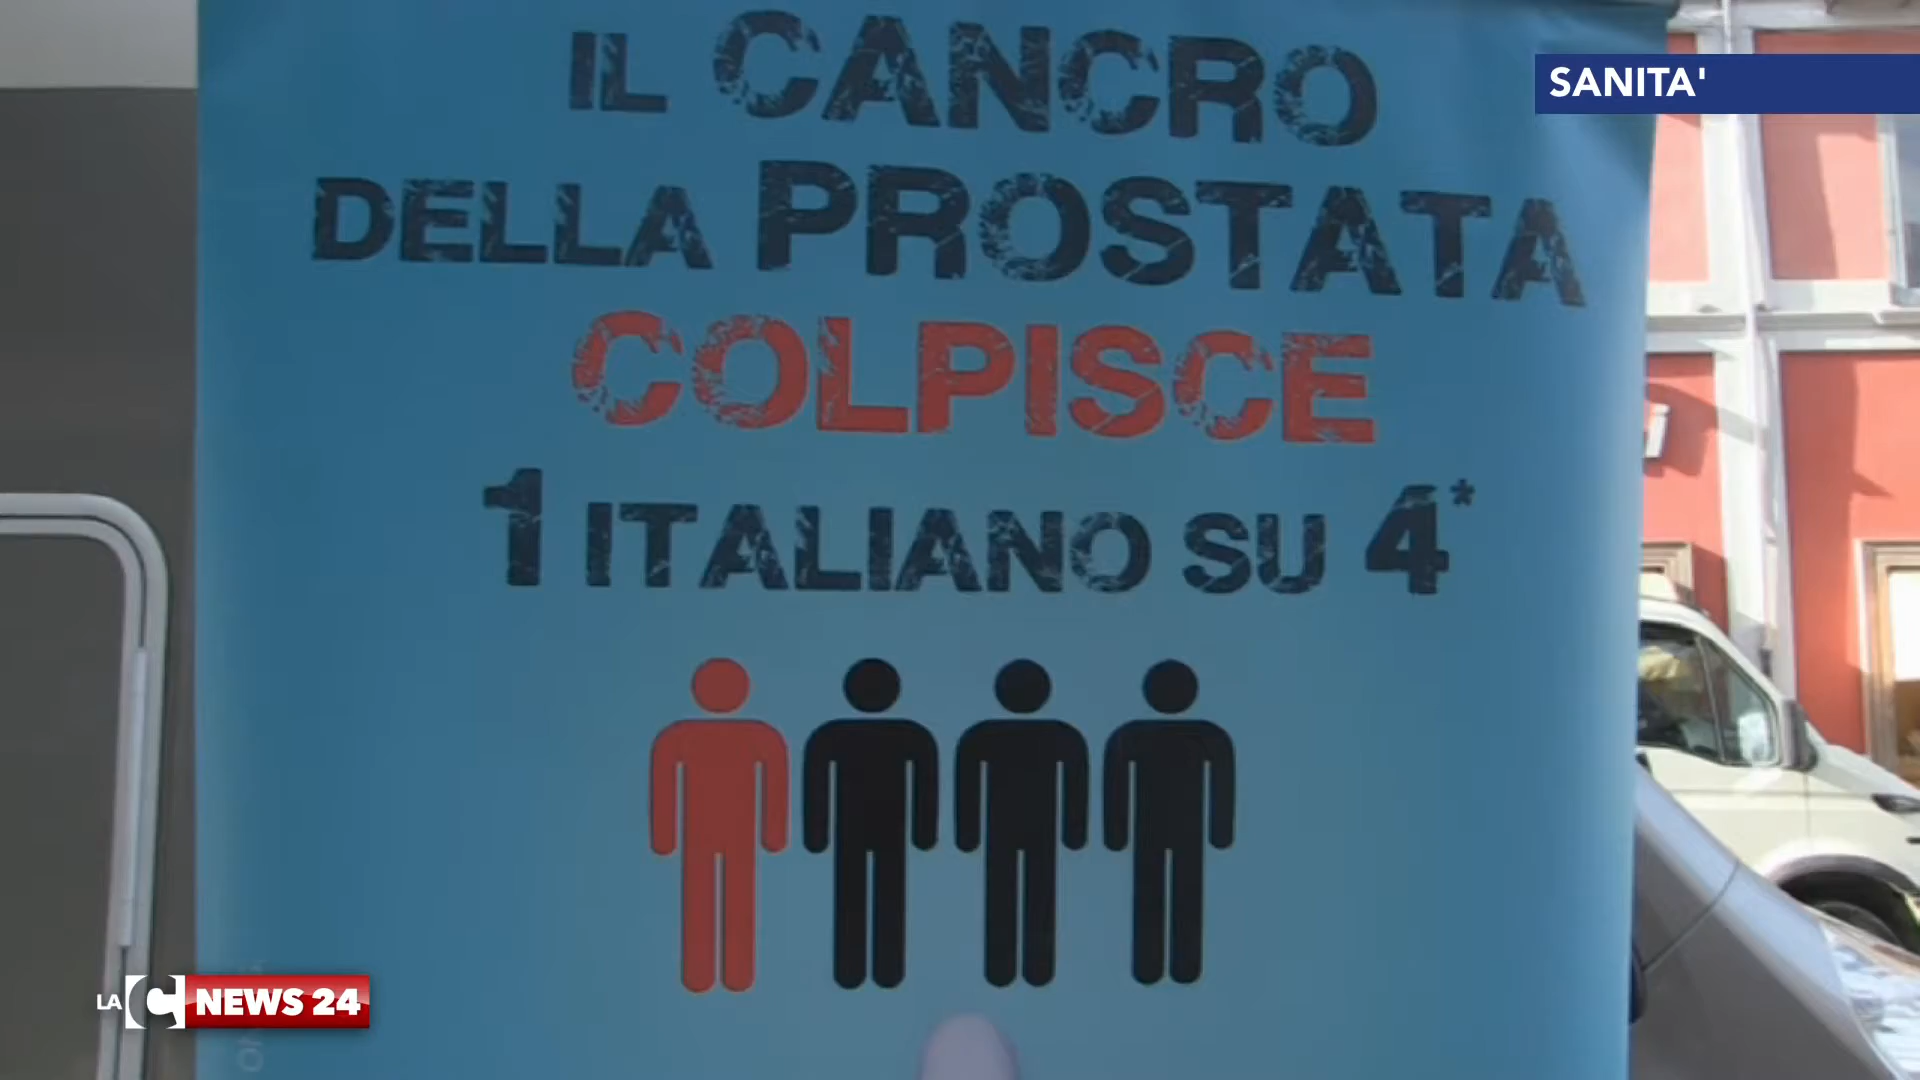 SANITA'
IL CANCRO
DELLA PROSTATA
COLPISCE
1 ITALIANO SU 4*
LA C NEWS 24